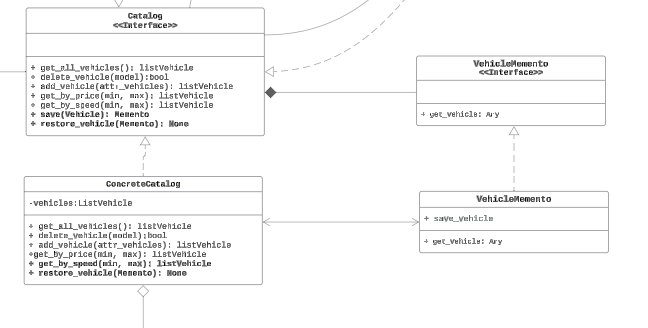 Catalog
<<Interface>>
+ get_all_vehicles(): listVehicle
+ delete_vehicle(model):bool
+ add_vehicle(attr_vehicles): listVehicle
+ get_by_price(min, max): listVehicle
+ get_by_speed(min, max): listVehicle
+ save(Vehicle): Memento
+ restore_vehicle(Memento): None
VehicleMemento
<<Interface>>
+ get_Vehicle: Any
ConcreteCatalog
-vehicles:ListVehicle
+ get_all_vehicles(): listVehicle
+ delete_vehicle(model):bool
+ add_vehicle(attr_vehicles): listVehicle
+get_by_price(min, max): listVehicle
+ get_by_speed(min, max): listVehicle
+ restore_vehicle(Memento): None
VehicleMemento
+ save_vehicle
+ get_Vehicle: Any